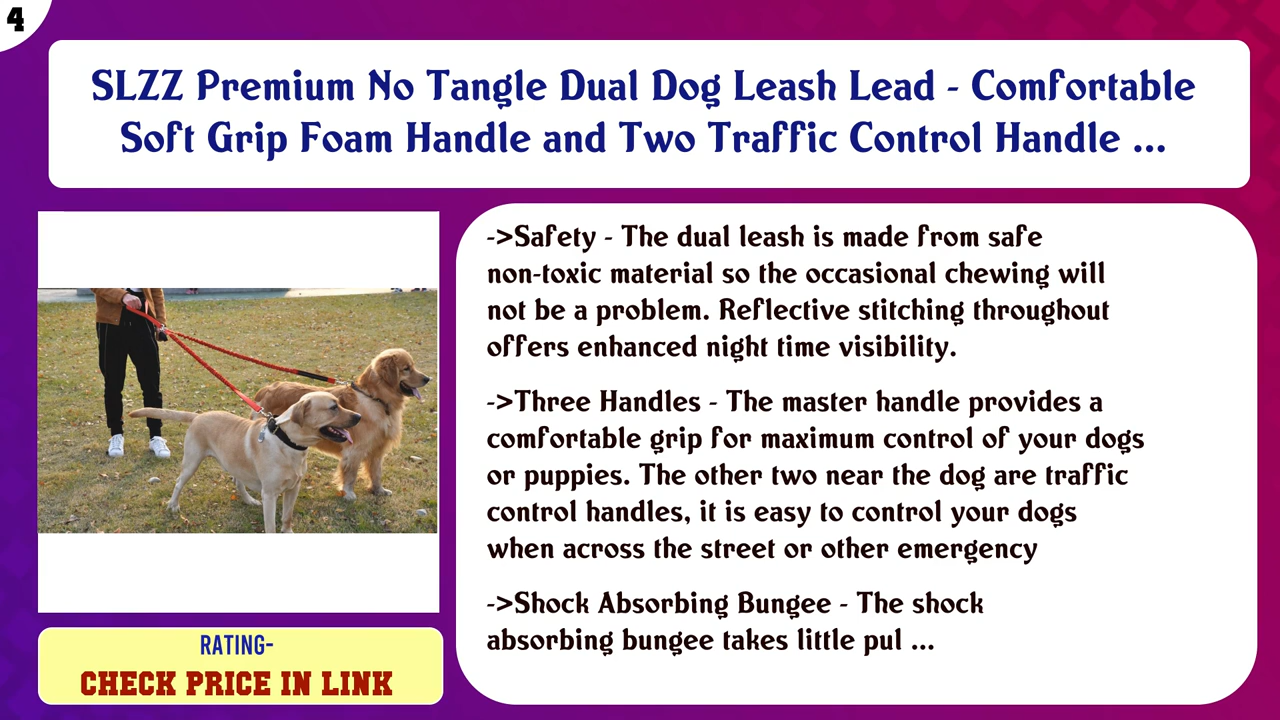 4
SLZZ Premium No Tangle Dual Dog Leash Lead - Comfortable
Soft Grip Foam Handle and Two Traffic Control Handle ...
->Safety - The dual leash is made from safe
non-toxic material so the occasional chewing will
not be a problem. Reflective stitching throughout
offers enhanced night time visibility.
->Three Handles - The master handle provides a
comfortable grip for maximum control of your dogs
or puppies. The other two near the dog are traffic
control handles, it is easy to control your dogs
when across the street or other emergency
->Shock Absorbing Bungee - The shock
absorbing bungee takes little pul ...
RATING-
CHECK PRICE IN LINK